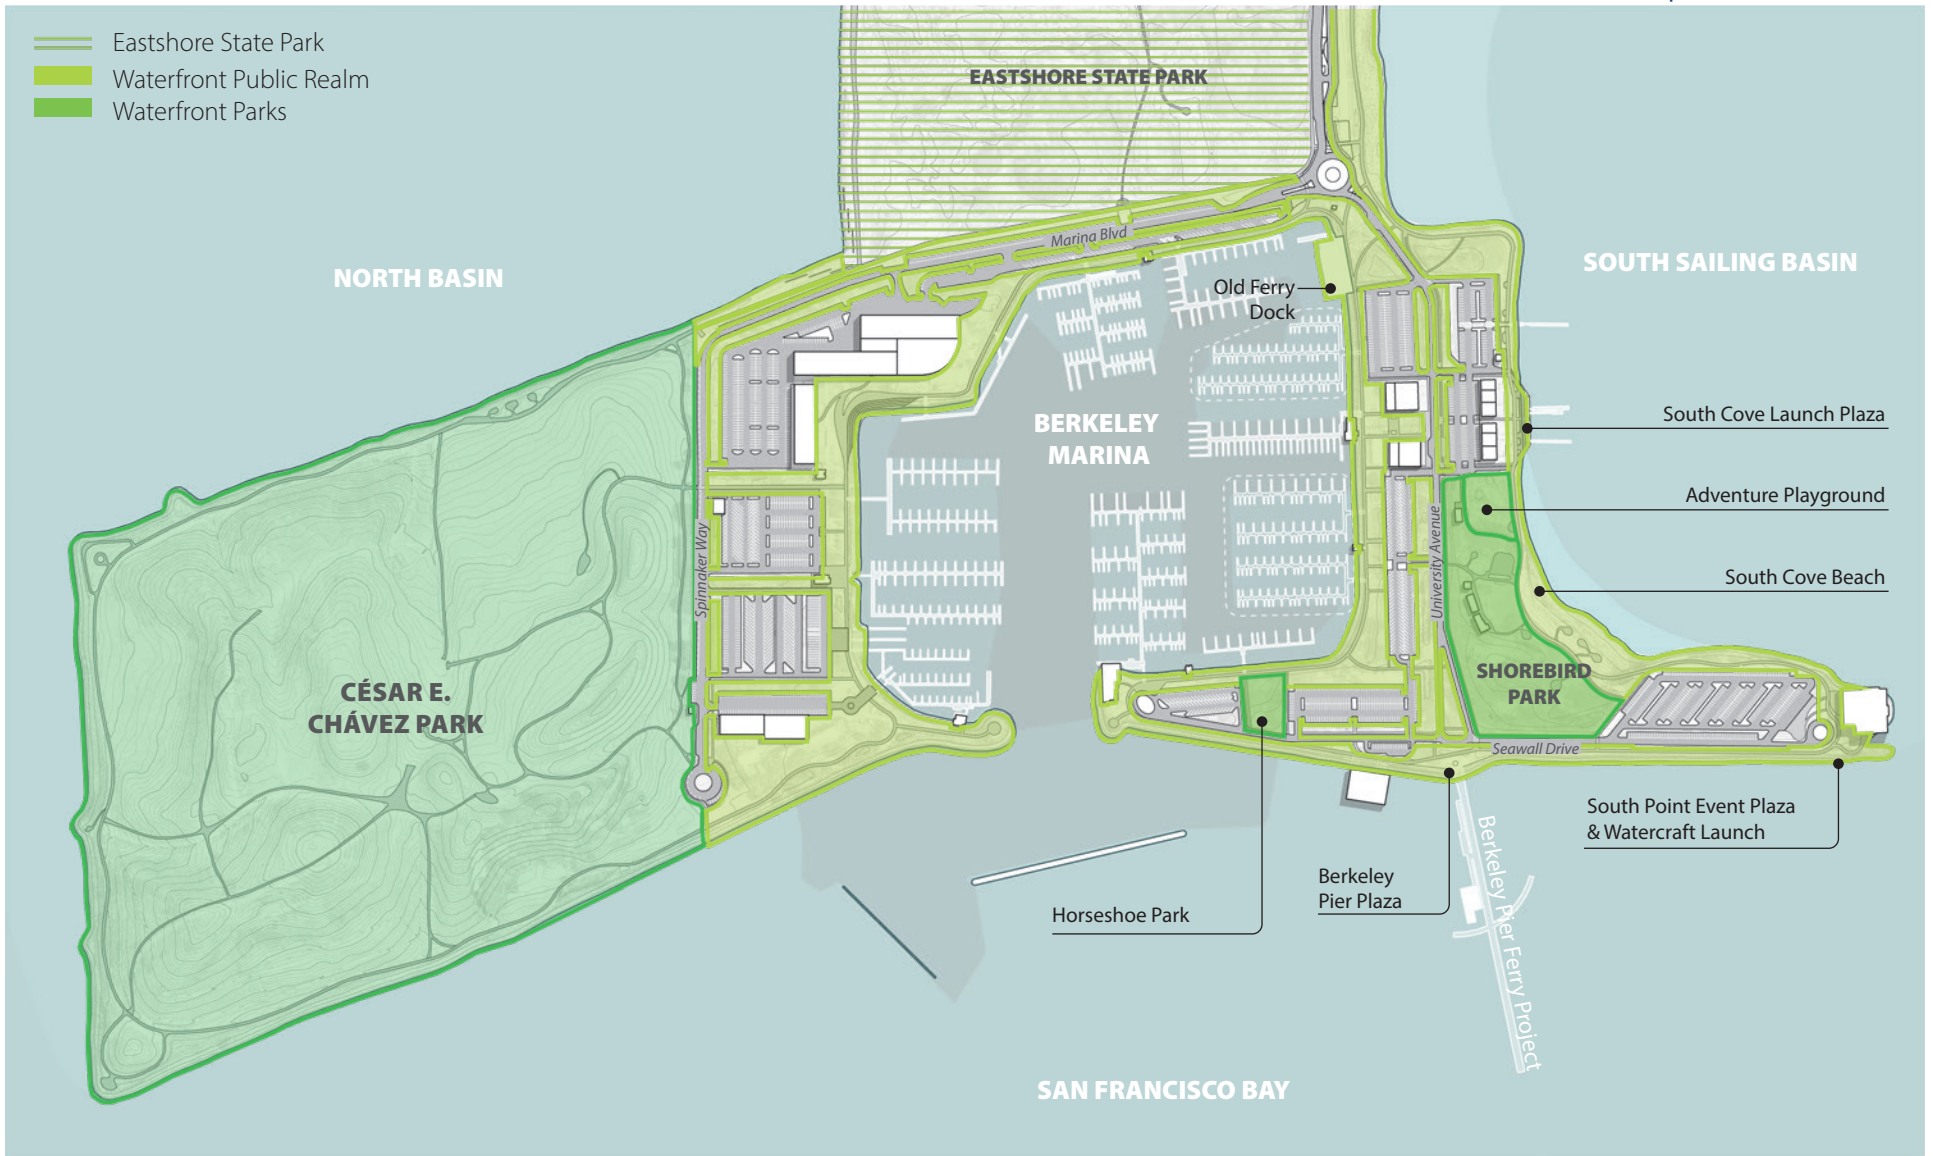 Eastshore State Park
Waterfront Public Realm
Waterfront Parks
EASTSHORE STATE PARK
Marina Blvd
NORTH BASIN
SOUTH SAILING BASIN
Old Ferry
Dock
BERKELEY
MARINA
South Cove Launch Plaza
Adventure Playground
University Avenue
Spinnaker Way
South Cove Beach
SHOREBIRD
PARK
CÉSAR E.
CHÁVEZ PARK
Seawall Drive
South Point Event Plaza
& Watercraft Launch
Berkeley
Pier Plaza
Horseshoe Park
Berkeley Pier Ferry Project
SAN FRANCISCO BAY